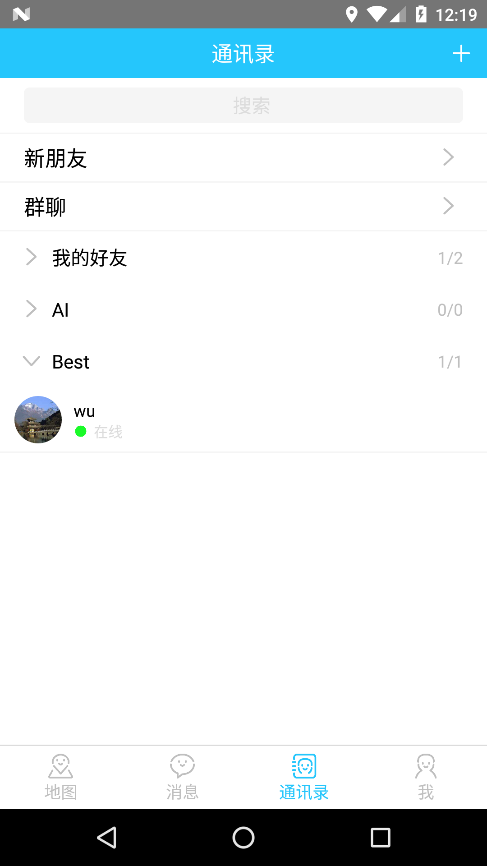 12:19
通讯录
搜索
新朋友
群聊
我的好友 1/2
AI 0/0
Best 1/1
wu
在线
地图 消息 通讯录 我